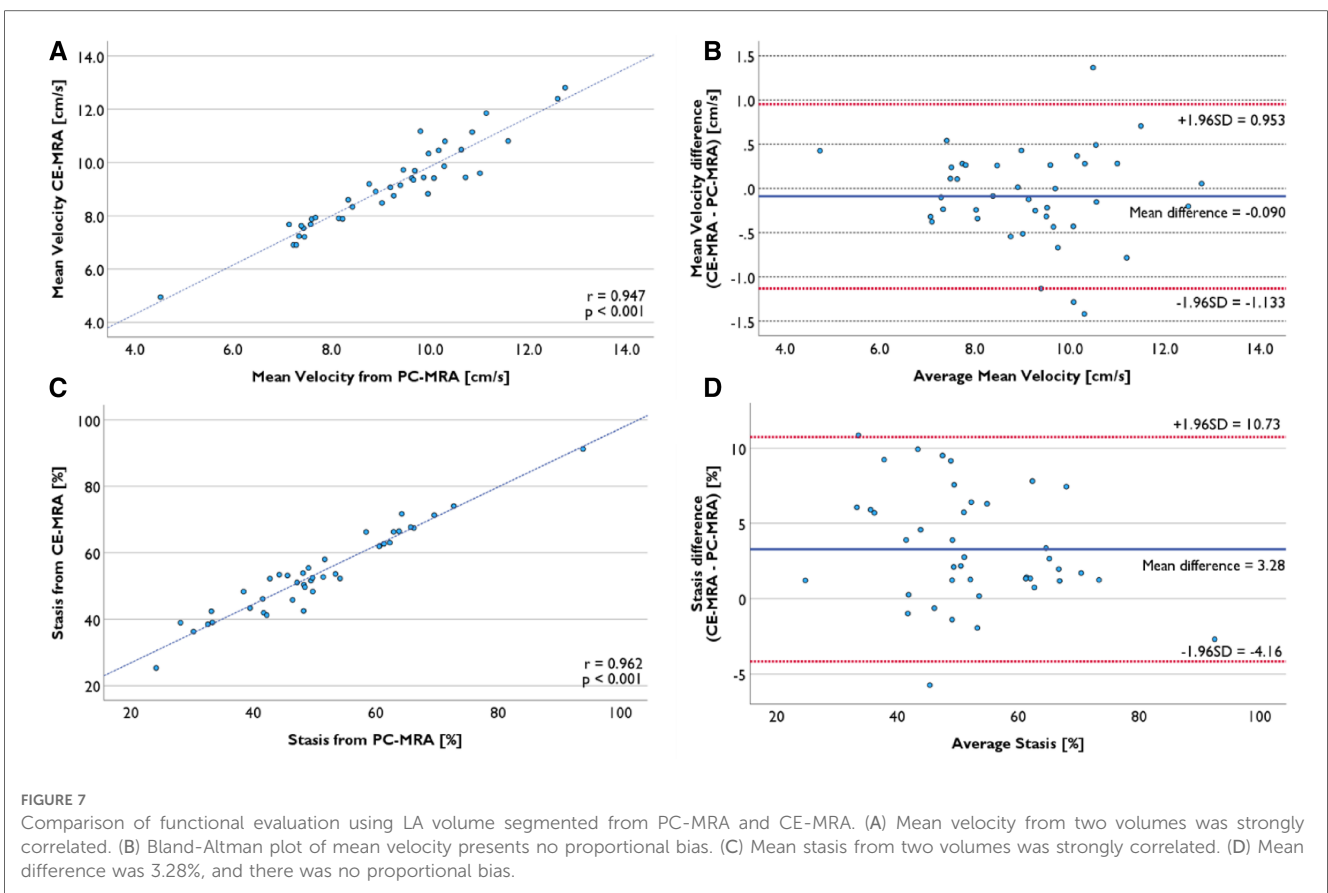 A
14.0
12.0
10.0
8.0
6.0
4.0
Mean Velocity CE-MRA [cm/s]
r = 0.947
p < 0.001
4.0 6.0 8.0 10.0 12.0 14.0
Mean Velocity from PC-MRA [cm/s]
B
1.5
1.0
.5
.0
-.5
-1.0
-1.5
Mean Velocity difference
(CE-MRA - PC-MRA) [cm/s]
+1.96SD = 0.953
Mean difference = -0.090
-1.96SD = -1.133
4.0 6.0 8.0 10.0 12.0 14.0
Average Mean Velocity [cm/s]
C
100
80
60
40
20
Stasis from CE-MRA [%]
r = 0.962
p < 0.001
20 40 60 80 100
Stasis from PC-MRA [%]
D
10
5
0
-5
Stasis difference
(CE-MRA - PC-MRA) [%]
+1.96SD = 10.73
Mean difference = 3.28
-1.96SD = -4.16
20 40 60 80 100
Average Stasis [%]
FIGURE 7
Comparison of functional evaluation using LA volume segmented from PC-MRA and CE-MRA. (A) Mean velocity from two volumes was strongly
correlated. (B) Bland-Altman plot of mean velocity presents no proportional bias. (C) Mean stasis from two volumes was strongly correlated. (D) Mean
difference was 3.28%, and there was no proportional bias.